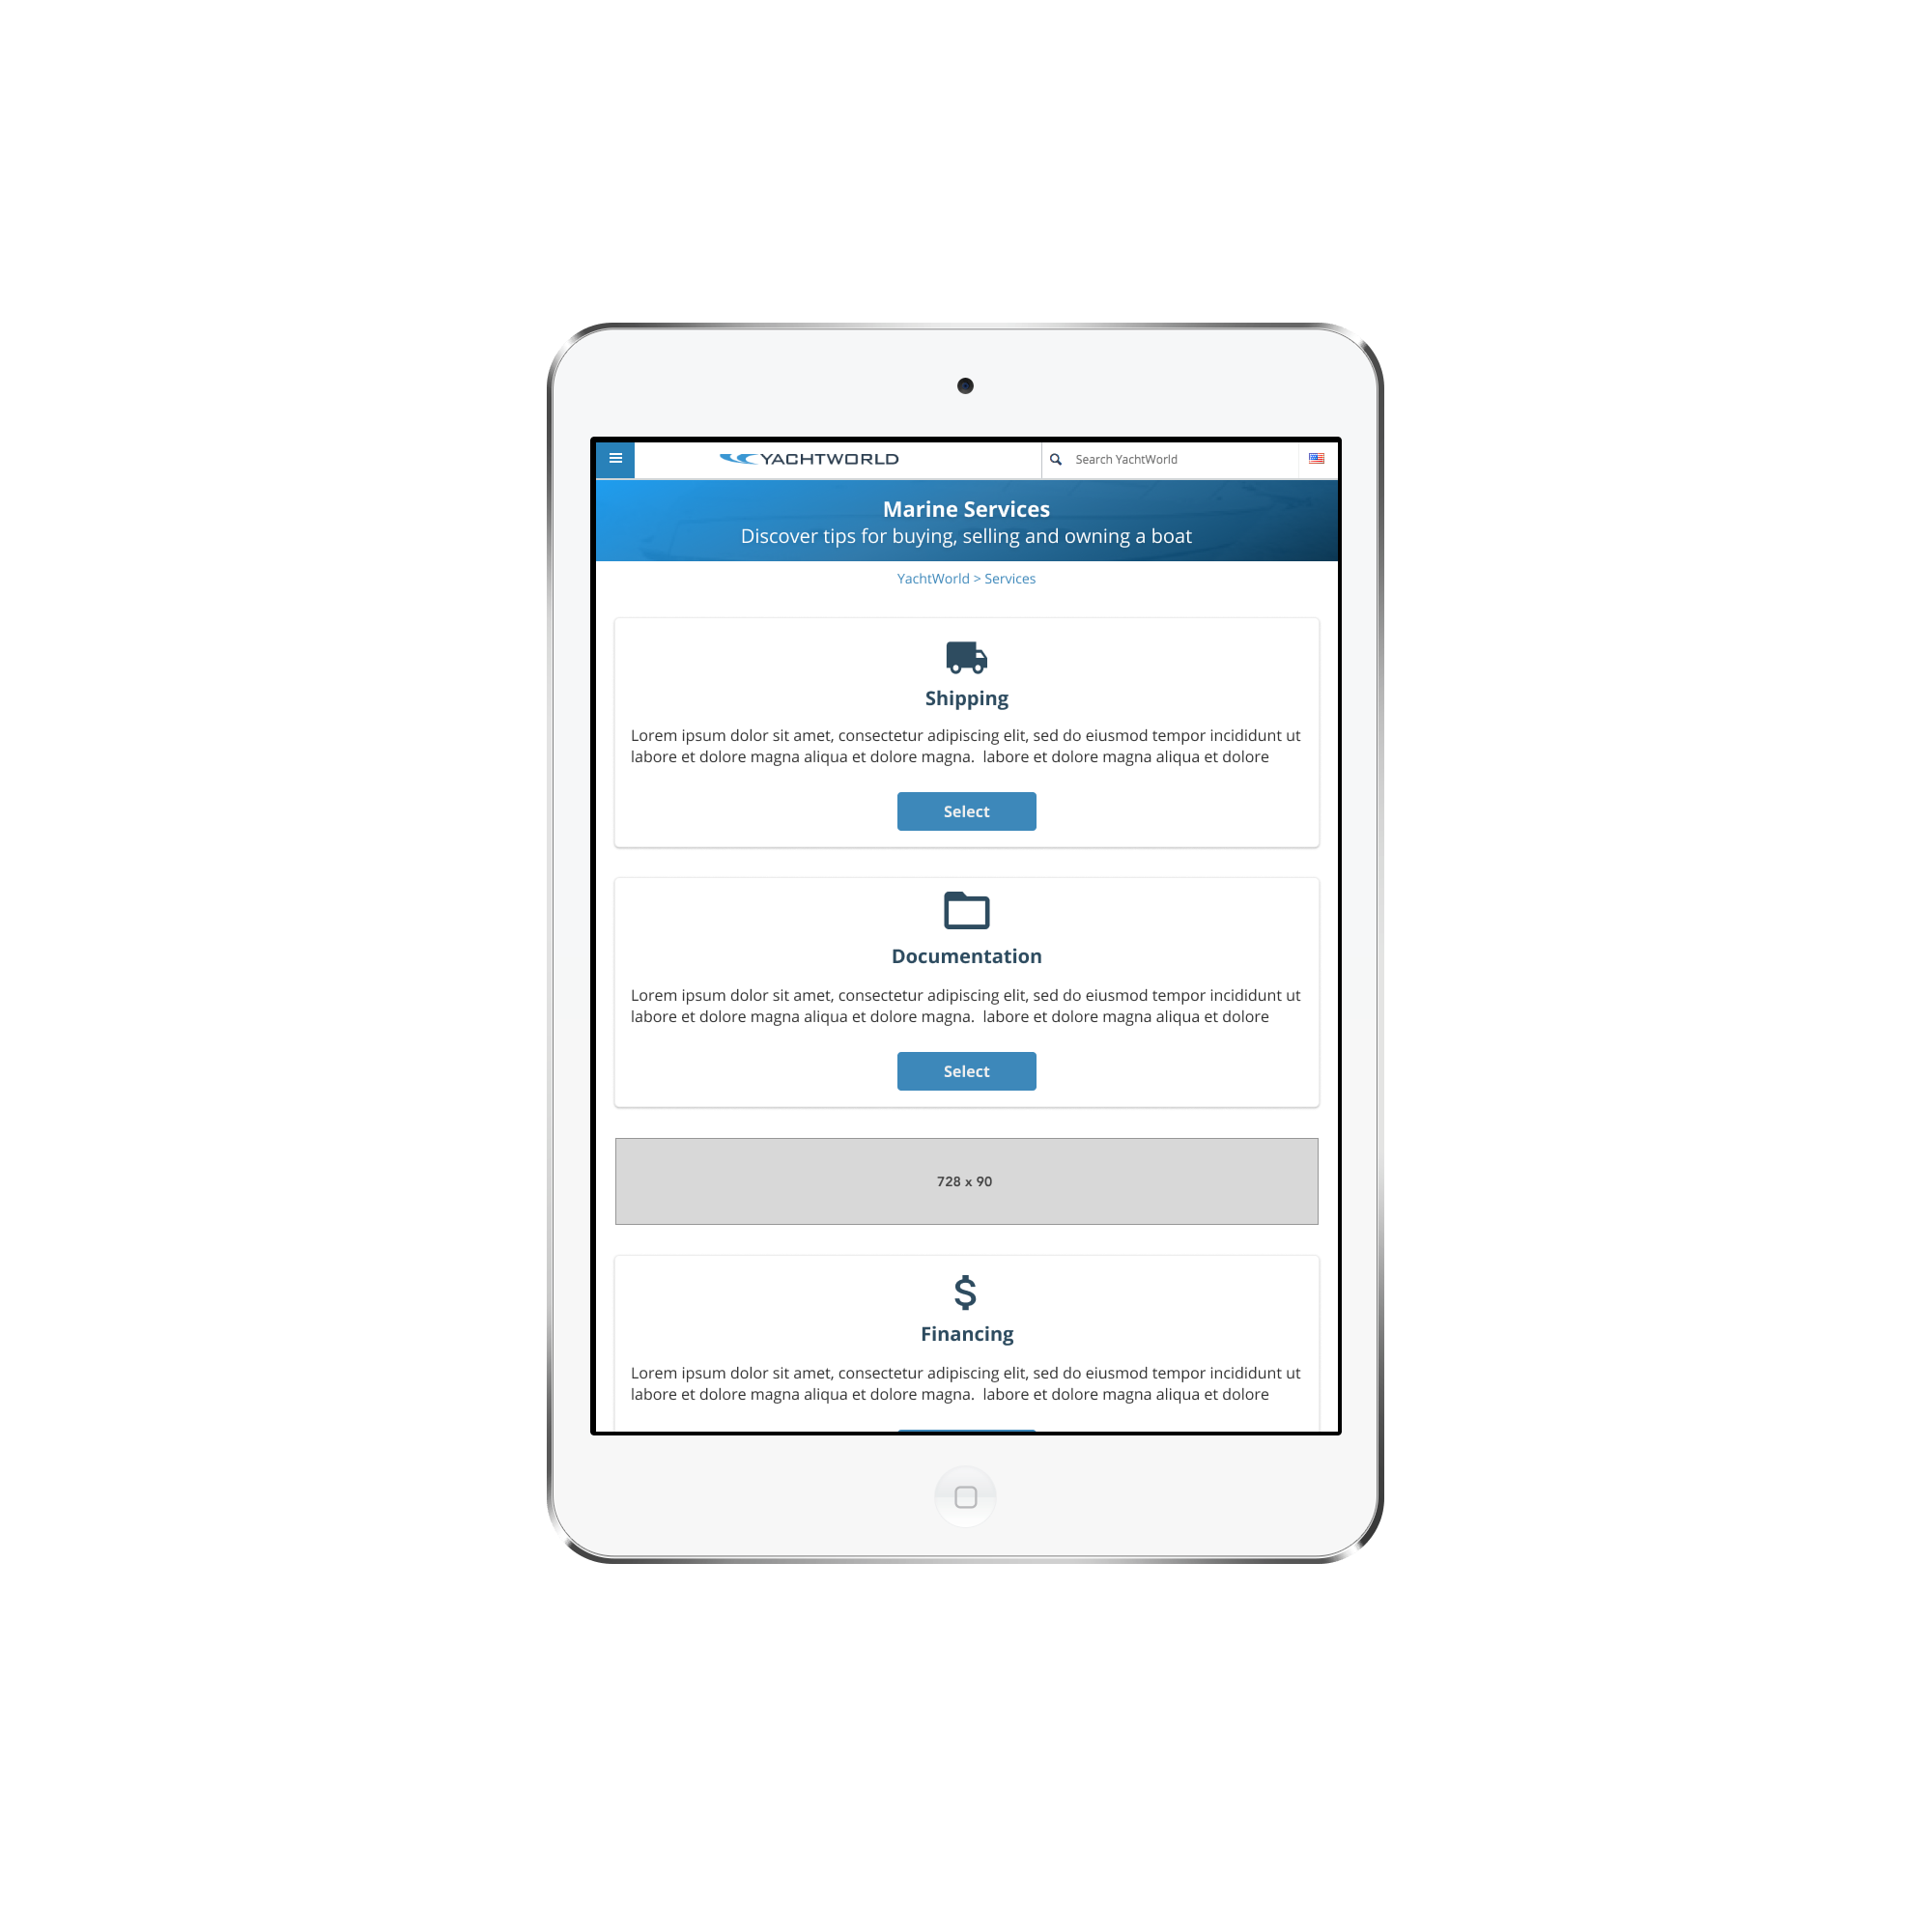 YACHTWORLD
Search YachtWorld
Marine Services
Discover tips for buying, selling and owning a boat
YachtWorld > Services
Shipping
Lorem ipsum dolor sit amet, consectetur adipiscing elit, sed do eiusmod tempor incididunt ut
labore et dolore magna aliqua et dolore magna.  labore et dolore magna aliqua et dolore
Select
Documentation
Lorem ipsum dolor sit amet, consectetur adipiscing elit, sed do eiusmod tempor incididunt ut
labore et dolore magna aliqua et dolore magna.  labore et dolore magna aliqua et dolore
Select
728 x 90
$
Financing
Lorem ipsum dolor sit amet, consectetur adipiscing elit, sed do eiusmod tempor incididunt ut
labore et dolore magna aliqua et dolore magna.  labore et dolore magna aliqua et dolore